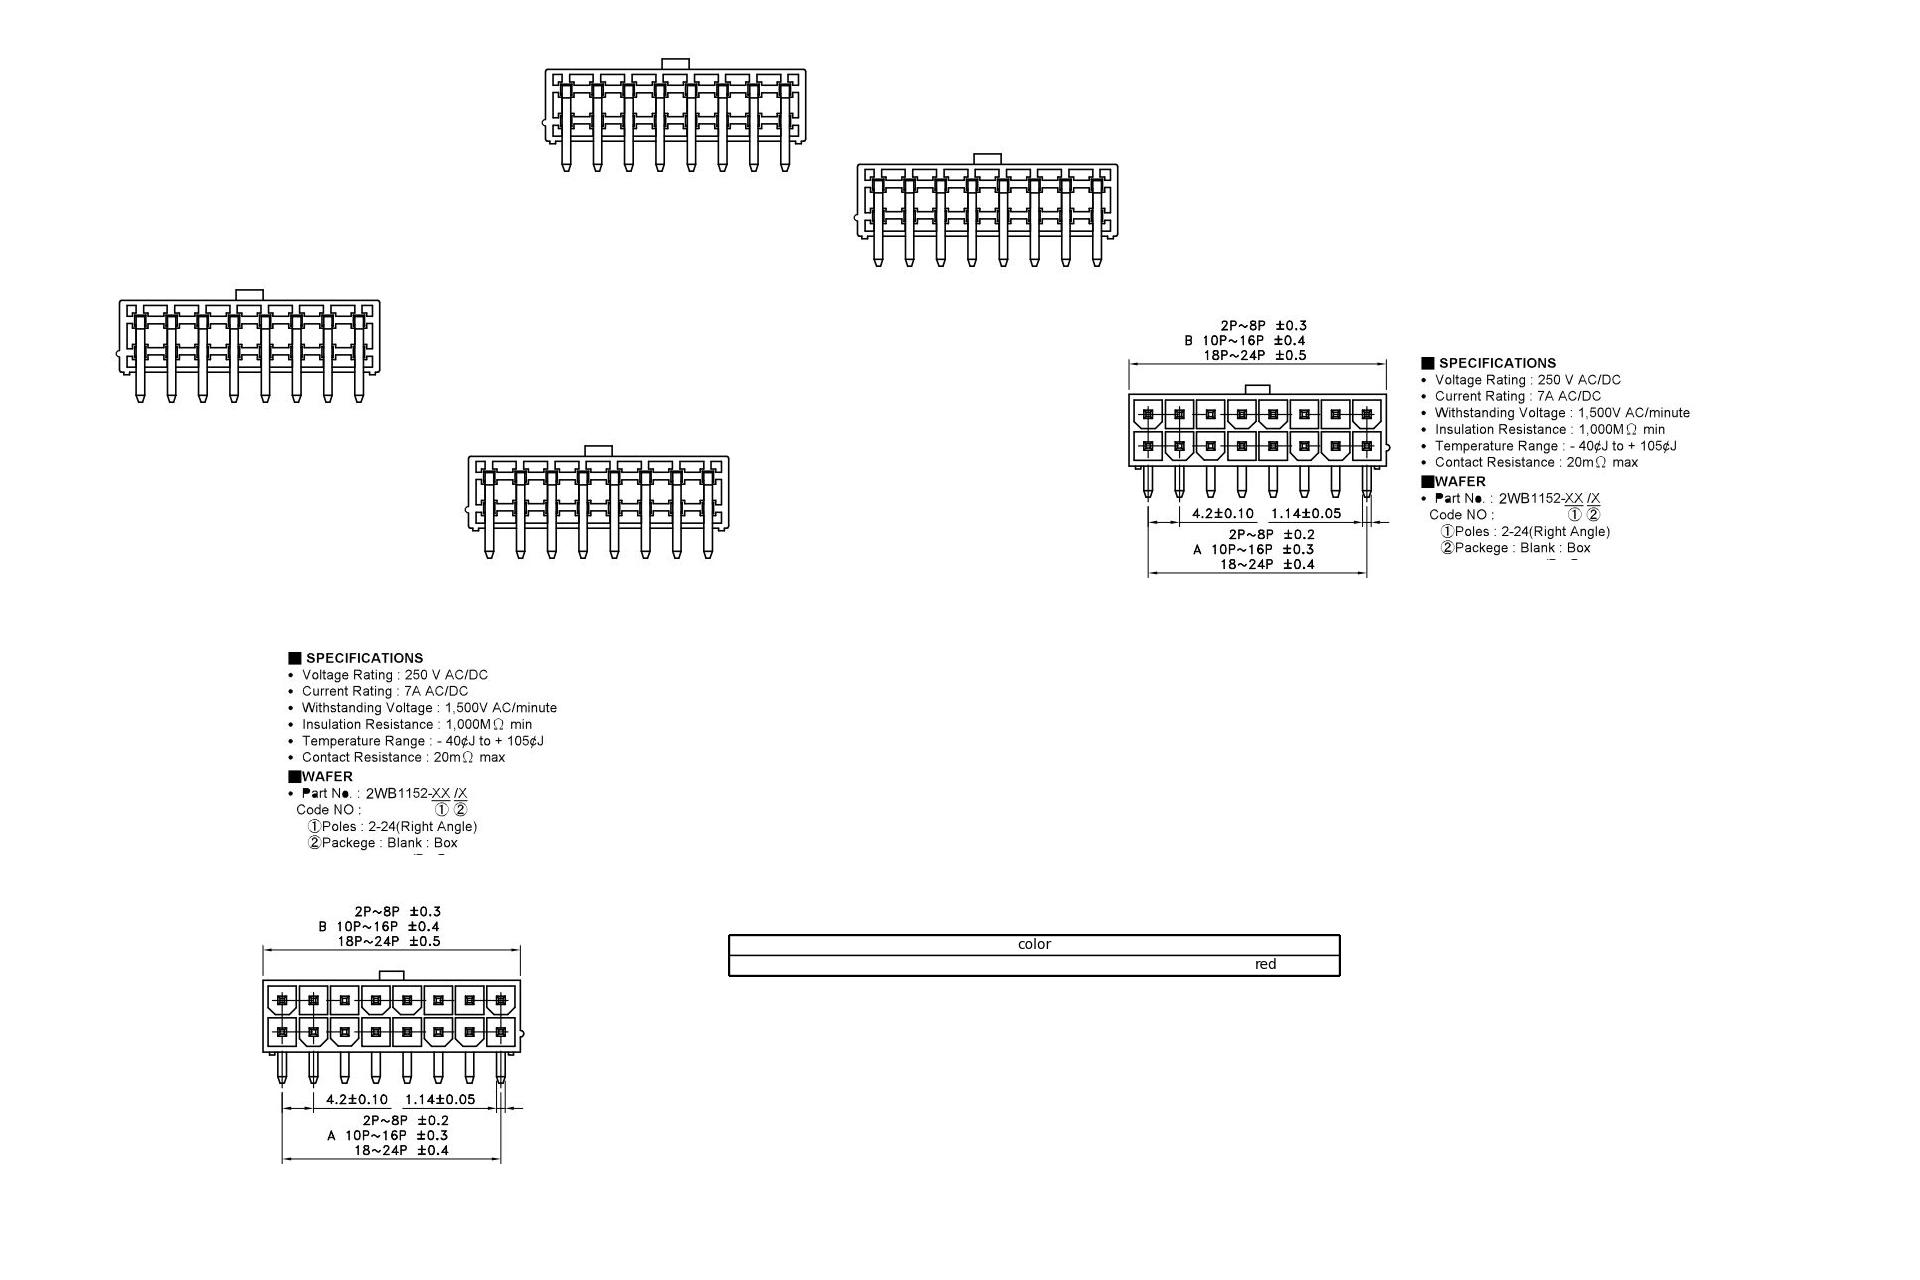 2P~8P ±0.3
B 10P~16P ±0.4
18P~24P ±0.5
4.2±0.10 1.14±0.05
2P~8P ±0.2
A 10P~16P ±0.3
18~24P ±0.4
■ SPECIFICATIONS
• Voltage Rating : 250 V AC/DC
• Current Rating : 7A AC/DC
• Withstanding Voltage : 1,500V AC/minute
• Insulation Resistance : 1,000MΩ min
• Temperature Range : - 40¢J to + 105¢J
• Contact Resistance : 20mΩ max
■WAFER
• Part No. : 2WB1152-XX /X
Code NO : ① ②
①Poles : 2-24(Right Angle)
②Packege : Blank : Box
■ SPECIFICATIONS
• Voltage Rating : 250 V AC/DC
• Current Rating : 7A AC/DC
• Withstanding Voltage : 1,500V AC/minute
• Insulation Resistance : 1,000MΩ min
• Temperature Range : - 40¢J to + 105¢J
• Contact Resistance : 20mΩ max
■WAFER
• Part No. : 2WB1152-XX /X
Code NO : ① ②
①Poles : 2-24(Right Angle)
②Packege : Blank : Box
2P~8P ±0.3
B 10P~16P ±0.4
18P~24P ±0.5
4.2±0.10 1.14±0.05
2P~8P ±0.2
A 10P~16P ±0.3
18~24P ±0.4
color
red